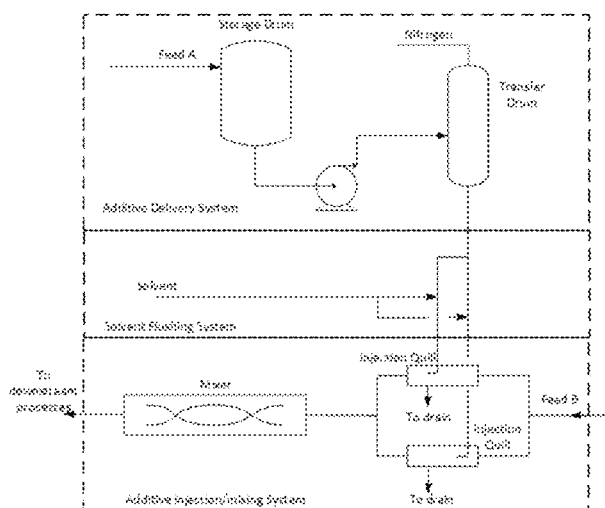 Storage Drum
Nitrogen
Feed A
Transfer
Drum
Additive Delivery System
Solvent
Solvent Flushing System
Injection Quill
To
downstream
processes
Mixer
To drain
Injection
Quill
Feed B
To drain
Additive Injection/mixing System